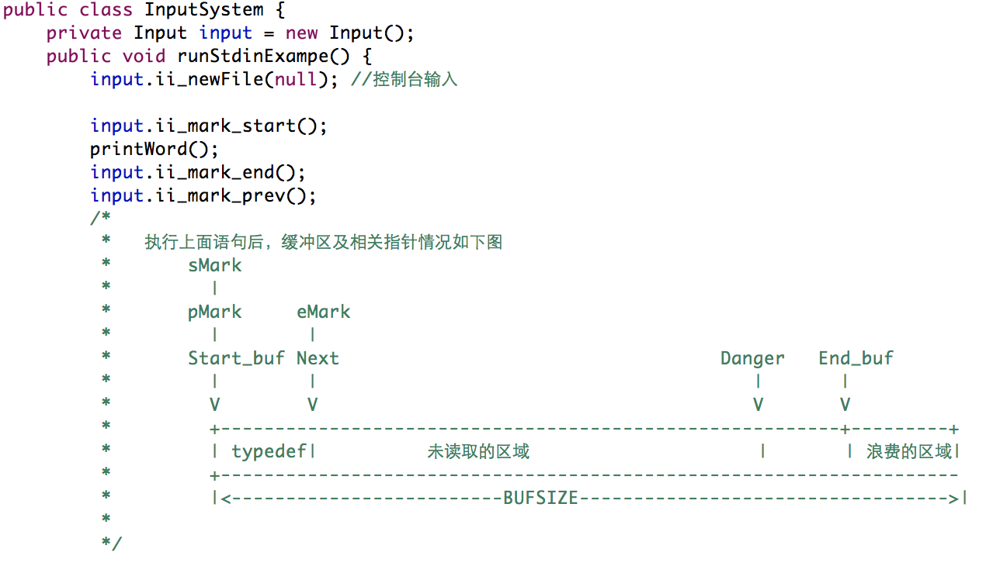 public class InputSystem {
    private Input input = new Input();
    public void runStdinExampe() {
        input.ii_newFile(null); //控制台输入

        input.ii_mark_start();
        printWord();
        input.ii_mark_end();
        input.ii_mark_prev();
        /*
         *   执行上面语句后，缓冲区及相关指针情况如下图
         *       sMark
         *         |
         *       pMark     eMark
         *         |        |
         *       Start_buf Next                                   Danger   End_buf
         *         |        |                                        |       |
         *         V        V                                        V       V
         *         +---------------------------------------------------------+---------+
         *         | typedef|          未读取的区域                     |       | 浪费的区域|
         *         +--------------------------------------------------------------------
         *         |<-------------------------BUFSIZE---------------------------------->|
         *
         */